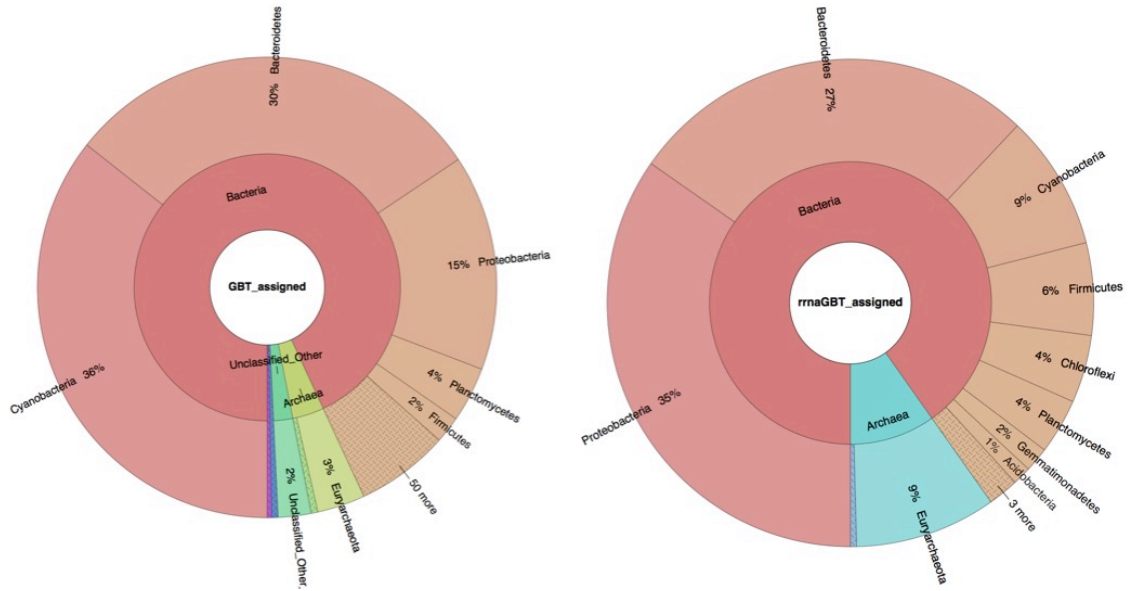 30% Bacteroidetes
Bacteria
15% Proteobacteria
GBT_assigned
Unclassified_Other
Cyanobacteria 36%
4% Planctomycetes
Archaea
2% Firmicutes
50 more
3% Euryarchaeota
2% Unclassified_Other.
Bacteroidetes 27%
9% Cyanobacteria
Bacteria
6% Firmicutes
rrnaGBT_assigned
4% Chloroflexi
Proteobacteria 35%
4% Planctomycetes
Archaea
2% Gemmatimonadetes
1% Acidobacteria
3 more
9% Euryarchaeota